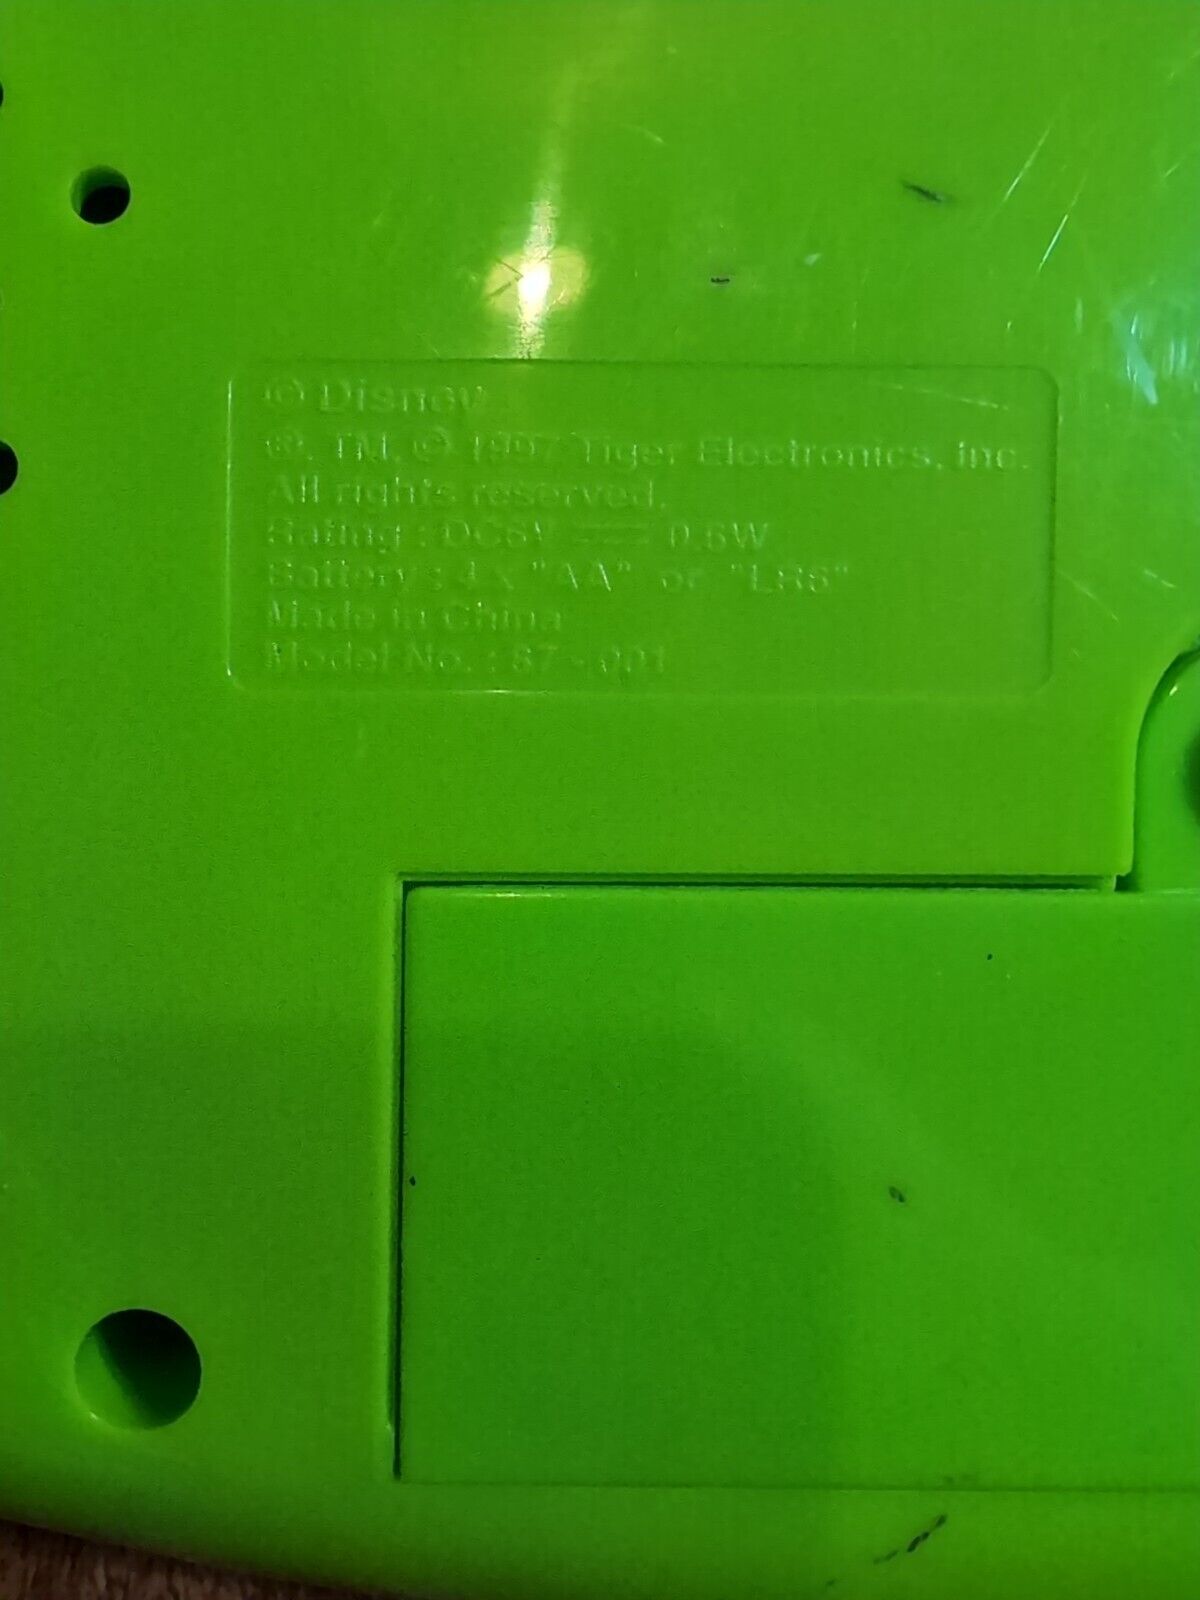 © Disney
®, TM, © 1997 Tiger Electronics, Inc.
All rights reserved.
Rating : DC6V 0.6W
Battery : 4 x "AA" or "LR6"
Made in China
Model No. : 87-001